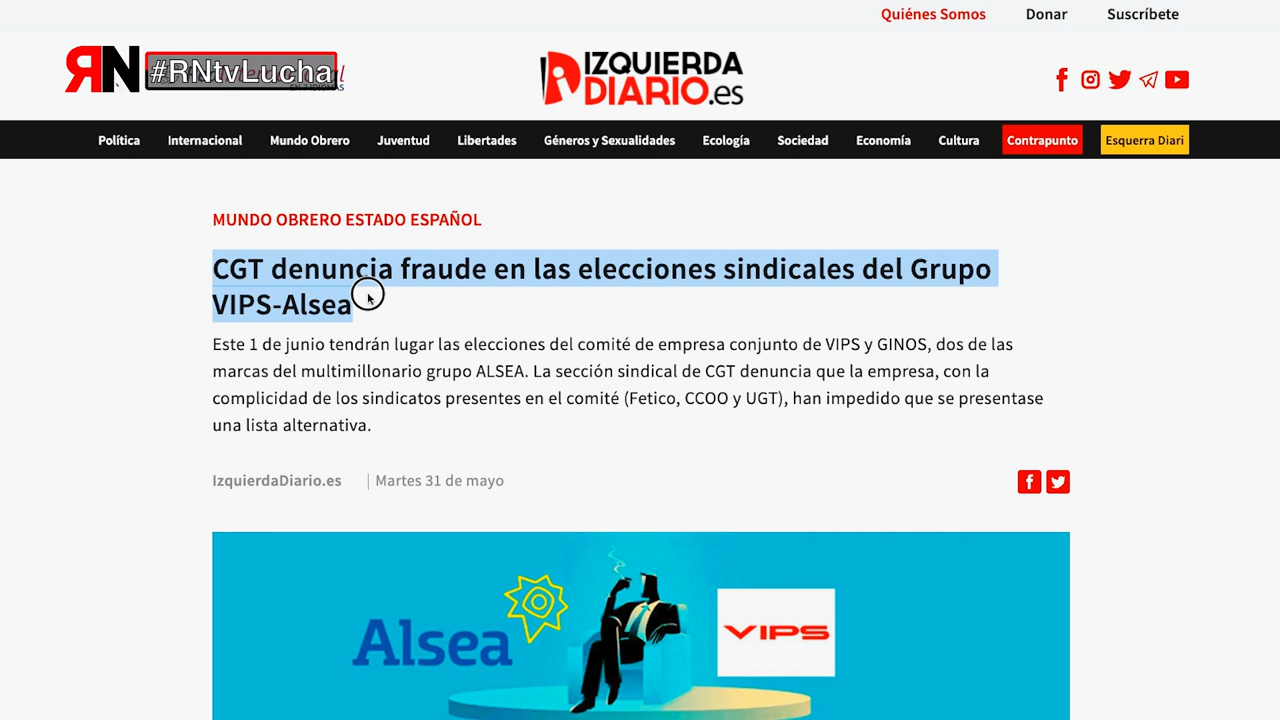 Quiénes Somos Donar Suscríbete
RN #RNtvLucha
IZQUIERDA
DIARIO.es
Política Internacional Mundo Obrero Juventud Libertades Géneros y Sexualidades Ecología Sociedad Economía Cultura Contrapunto Esquerra Diari
MUNDO OBRERO ESTADO ESPAÑOL
CGT denuncia fraude en las elecciones sindicales del Grupo
VIPS-Alsea
Este 1 de junio tendrán lugar las elecciones del comité de empresa conjunto de VIPS y GINOS, dos de las
marcas del multimillonario grupo ALSEA. La sección sindical de CGT denuncia que la empresa, con la
complicidad de los sindicatos presentes en el comité (Fetico, CCOO y UGT), han impedido que se presentase
una lista alternativa.
IzquierdaDiario.es | Martes 31 de mayo
Alsea
VIPS